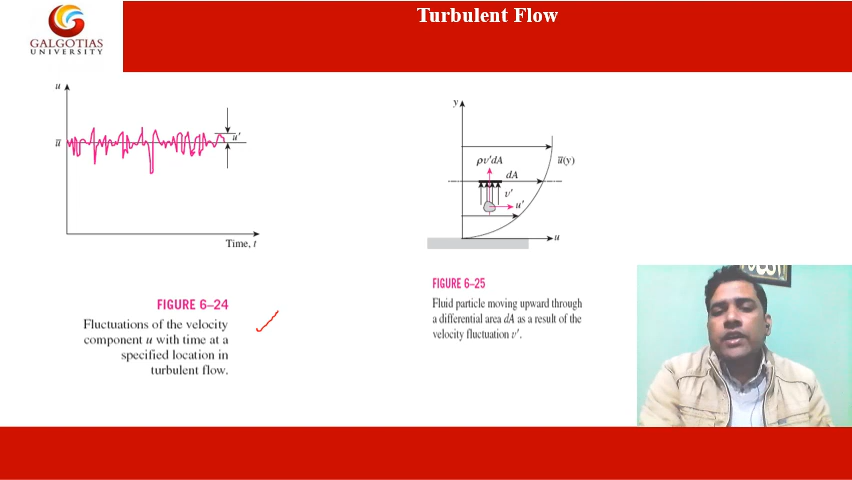 Turbulent Flow
GALGOTIAS
UNIVERSITY
u
u̅
u′
Time, t
FIGURE 6–24
Fluctuations of the velocity
component u with time at a
specified location in
turbulent flow.
y
ρv′dA
u̅(y)
dA
v′
u′
u
FIGURE 6–25
Fluid particle moving upward through
a differential area dA as a result of the
velocity fluctuation v′.